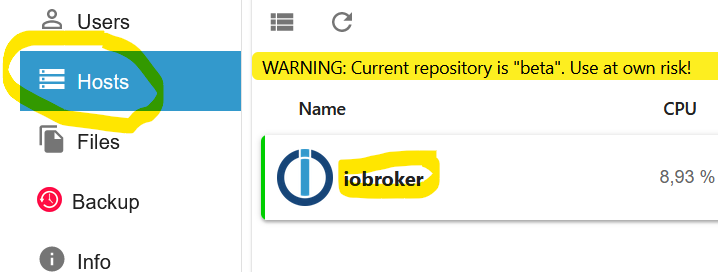 Users
Hosts
Files
Backup
Info
WARNING: Current repository is "beta". Use at own risk!
Name CPU
iobroker 8,93 %